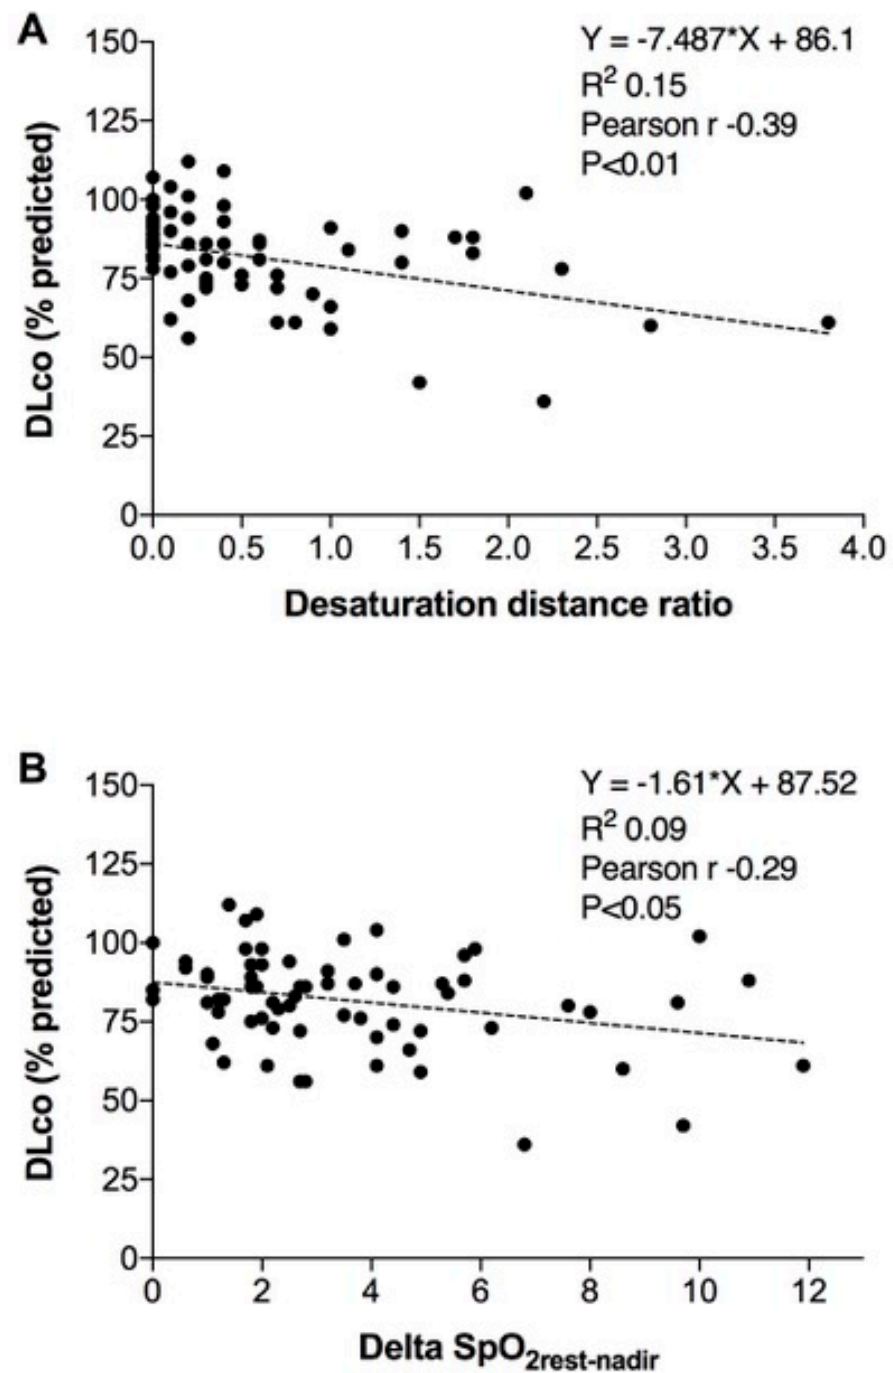 A
Y = -7.487*X + 86.1
R² 0.15
Pearson r -0.39
P<0.01
DLco (% predicted)
150
125
100
75
50
25
0
0.0 0.5 1.0 1.5 2.0 2.5 3.0 3.5 4.0
Desaturation distance ratio
B
Y = -1.61*X + 87.52
R² 0.09
Pearson r -0.29
P<0.05
DLco (% predicted)
150
125
100
75
50
25
0
0 2 4 6 8 10 12
Delta SpO2rest-nadir